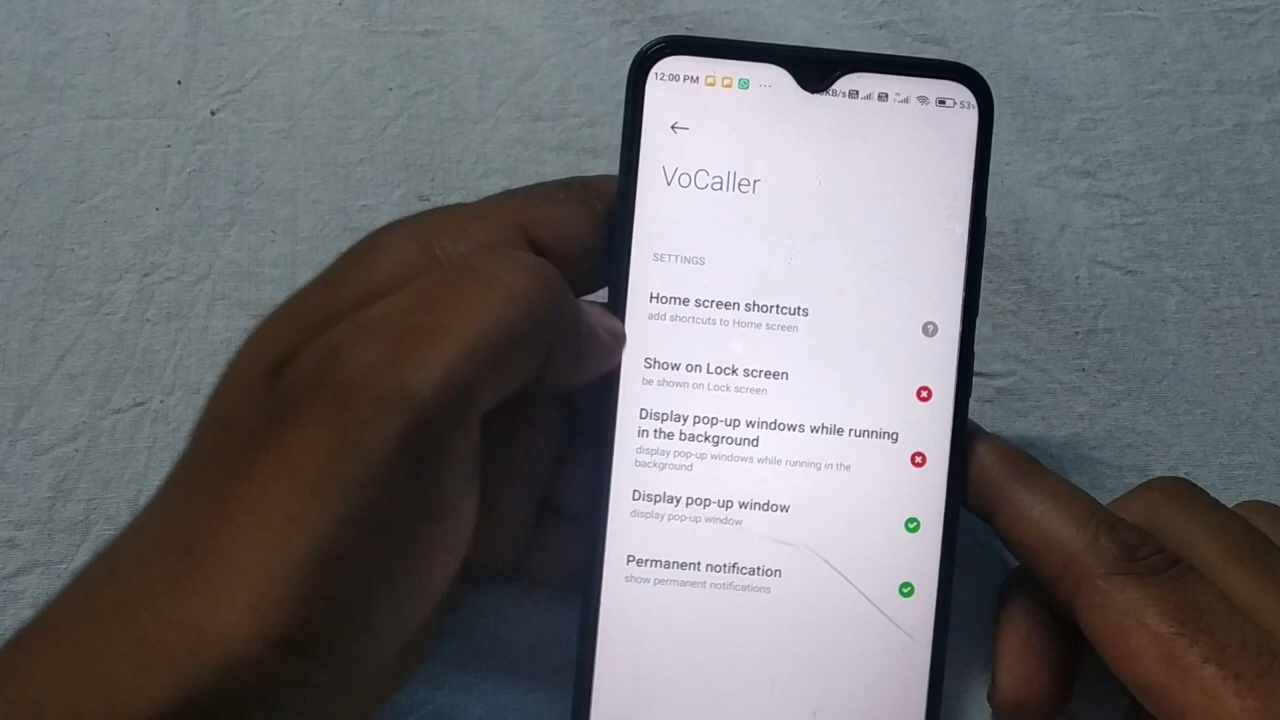 12:00 PM ... KB/s 53
←
VoCaller
SETTINGS
Home screen shortcuts
add shortcuts to Home screen
?
Show on Lock screen
be shown on Lock screen
Display pop-up windows while running
in the background
display pop-up windows while running in the
background
Display pop-up window
display pop-up window
Permanent notification
show permanent notifications